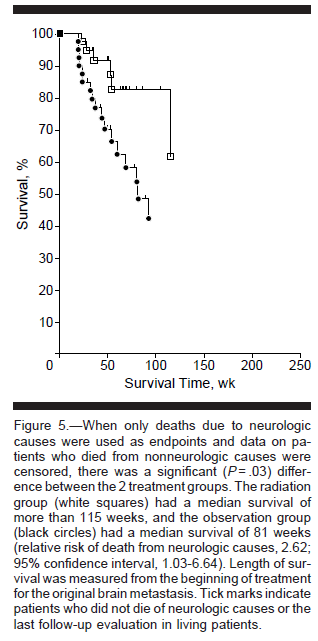 100
90
80
70
60
50
40
30
20
10
Survival, %
0 50 100 150 200 250
Survival Time, wk
Figure 5.—When only deaths due to neurologic
causes were used as endpoints and data on pa-
tients who died from nonneurologic causes were
censored, there was a significant (P=.03) differ-
ence between the 2 treatment groups. The radiation
group (white squares) had a median survival of
more than 115 weeks, and the observation group
(black circles) had a median survival of 81 weeks
(relative risk of death from neurologic causes, 2.62;
95% confidence interval, 1.03-6.64). Length of sur-
vival was measured from the beginning of treatment
for the original brain metastasis. Tick marks indicate
patients who did not die of neurologic causes or the
last follow-up evaluation in living patients.